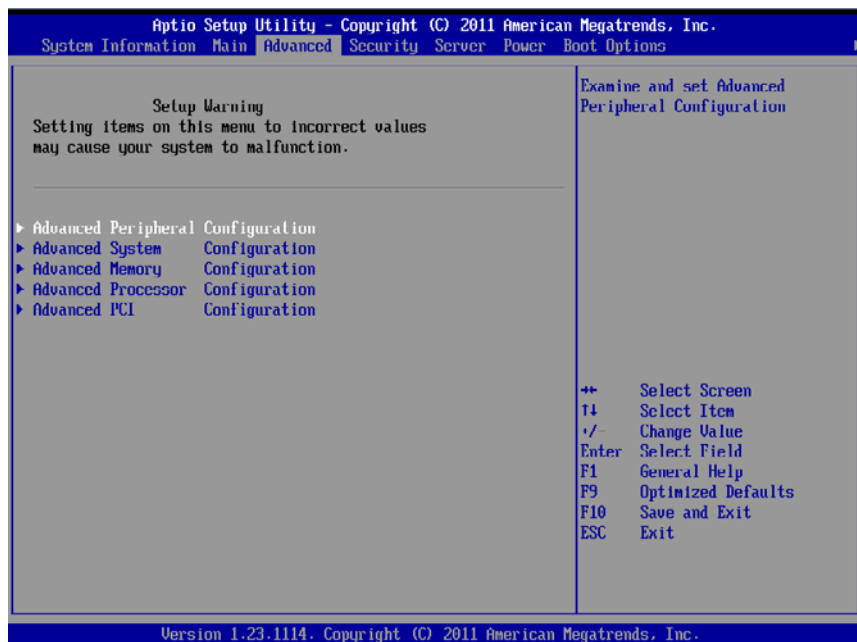 Aptio Setup Utility - Copyright (C) 2011 American Megatrends, Inc.
System Information Main Advanced Security Server Power Boot Options
Setup Warning
Setting items on this menu to incorrect values
may cause your system to malfunction.
Advanced Peripheral Configuration
Advanced System Configuration
Advanced Memory Configuration
Advanced Processor Configuration
Advanced PCI Configuration
Examine and set Advanced
Peripheral Configuration
→← Select Screen
↑↓ Select Item
+/- Change Value
Enter Select Field
F1 General Help
F9 Optimized Defaults
F10 Save and Exit
ESC Exit
Version 1.23.1114. Copyright (C) 2011 American Megatrends, Inc.